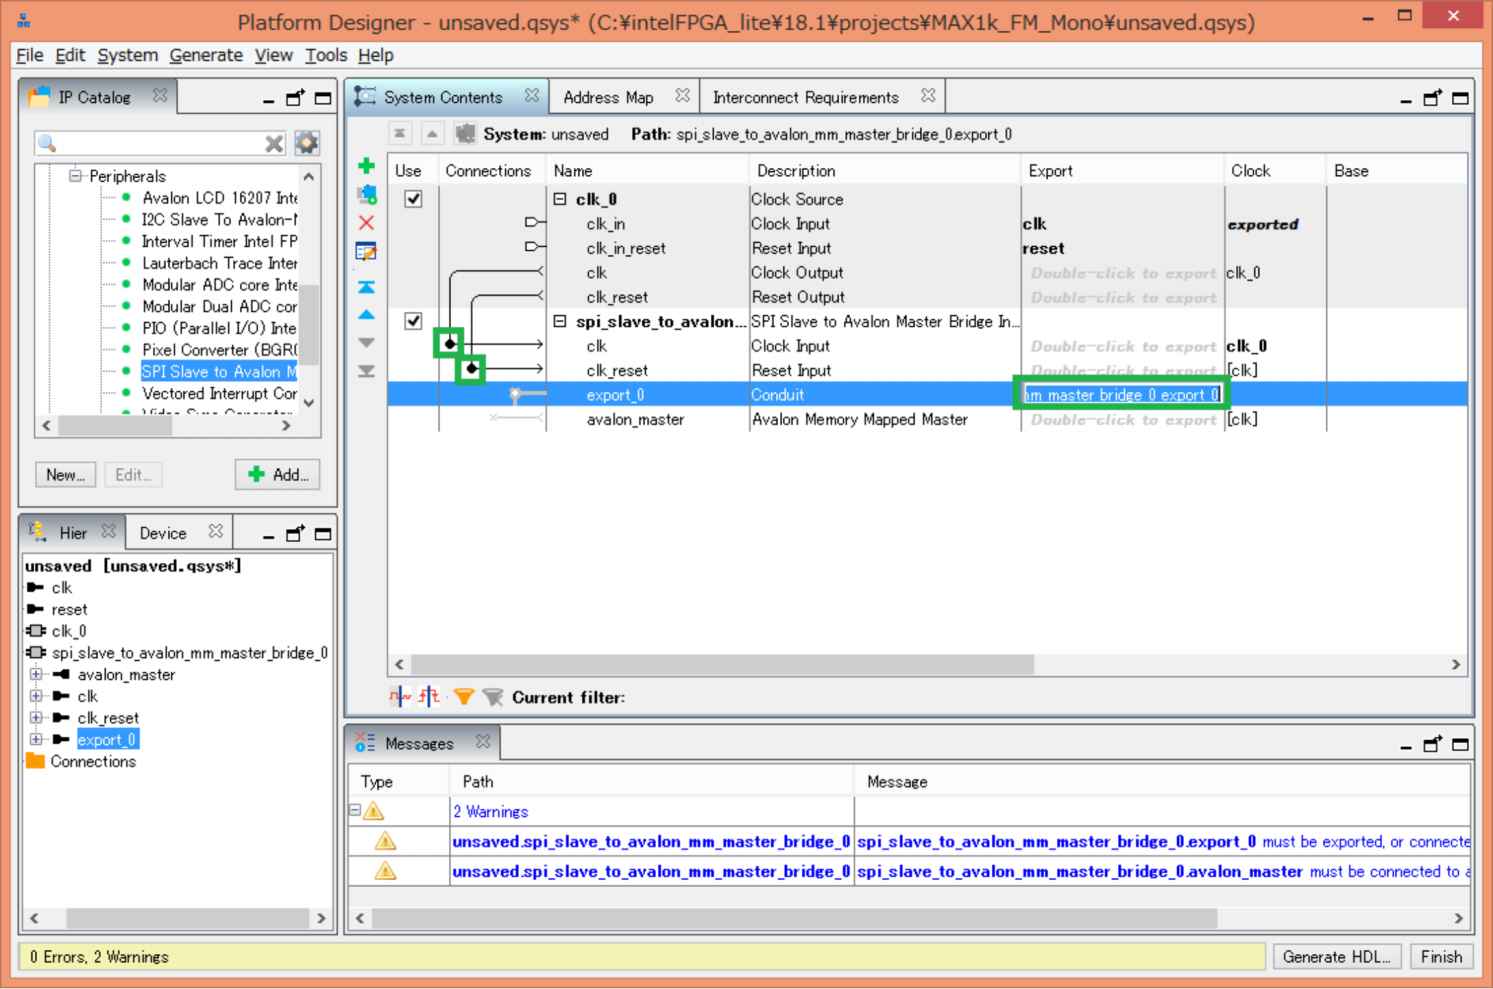 Platform Designer - unsaved.qsys* (C:¥intelFPGA_lite¥18.1¥projects¥MAX1k_FM_Mono¥unsaved.qsys)
File Edit System Generate View Tools Help
IP Catalog
Peripherals
Avalon LCD 16207 Inte
I2C Slave To Avalon-M
Interval Timer Intel FP
Lauterbach Trace Inter
Modular ADC core Inte
Modular Dual ADC cor
PIO (Parallel I/O) Inte
Pixel Converter (BGR0
SPI Slave to Avalon M
Vectored Interrupt Cor
Video Sync Generator
New... Edit... Add...
Hier Device
unsaved [unsaved.qsys*]
clk
reset
clk_0
spi_slave_to_avalon_mm_master_bridge_0
avalon_master
clk
clk_reset
export_0
Connections
System Contents Address Map Interconnect Requirements
System: unsaved Path: spi_slave_to_avalon_mm_master_bridge_0.export_0
Use Connections Name Description Export Clock Base
clk_0 Clock Source
clk_in Clock Input clk exported
clk_in_reset Reset Input reset
clk Clock Output Double-click to export clk_0
clk_reset Reset Output Double-click to export
spi_slave_to_avalon... SPI Slave to Avalon Master Bridge In...
clk Clock Input Double-click to export clk_0
clk_reset Reset Input Double-click to export [clk]
export_0 Conduit mm_master_bridge_0_export_0
avalon_master Avalon Memory Mapped Master Double-click to export [clk]
Current filter:
Messages
Type Path Message
2 Warnings
unsaved.spi_slave_to_avalon_mm_master_bridge_0 spi_slave_to_avalon_mm_master_bridge_0.export_0 must be exported, or connecte
unsaved.spi_slave_to_avalon_mm_master_bridge_0 spi_slave_to_avalon_mm_master_bridge_0.avalon_master must be connected to a
0 Errors, 2 Warnings
Generate HDL... Finish